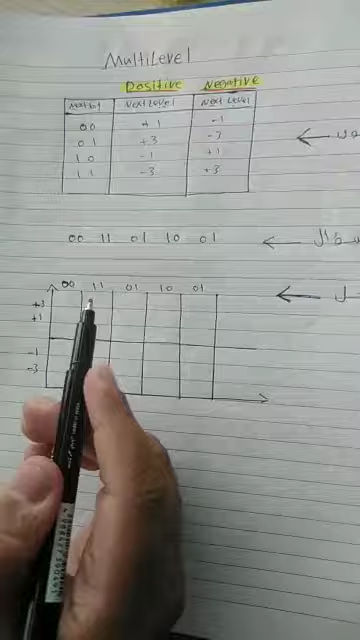 MultiLevel
Positive Negative
Next bit Next Level Next Level
00 +1 -1
01 +3 -3
10 -1 +1
11 -3 +3
00 11 01 10 01
00 11 01 10 01
+3
+1
-1
-3